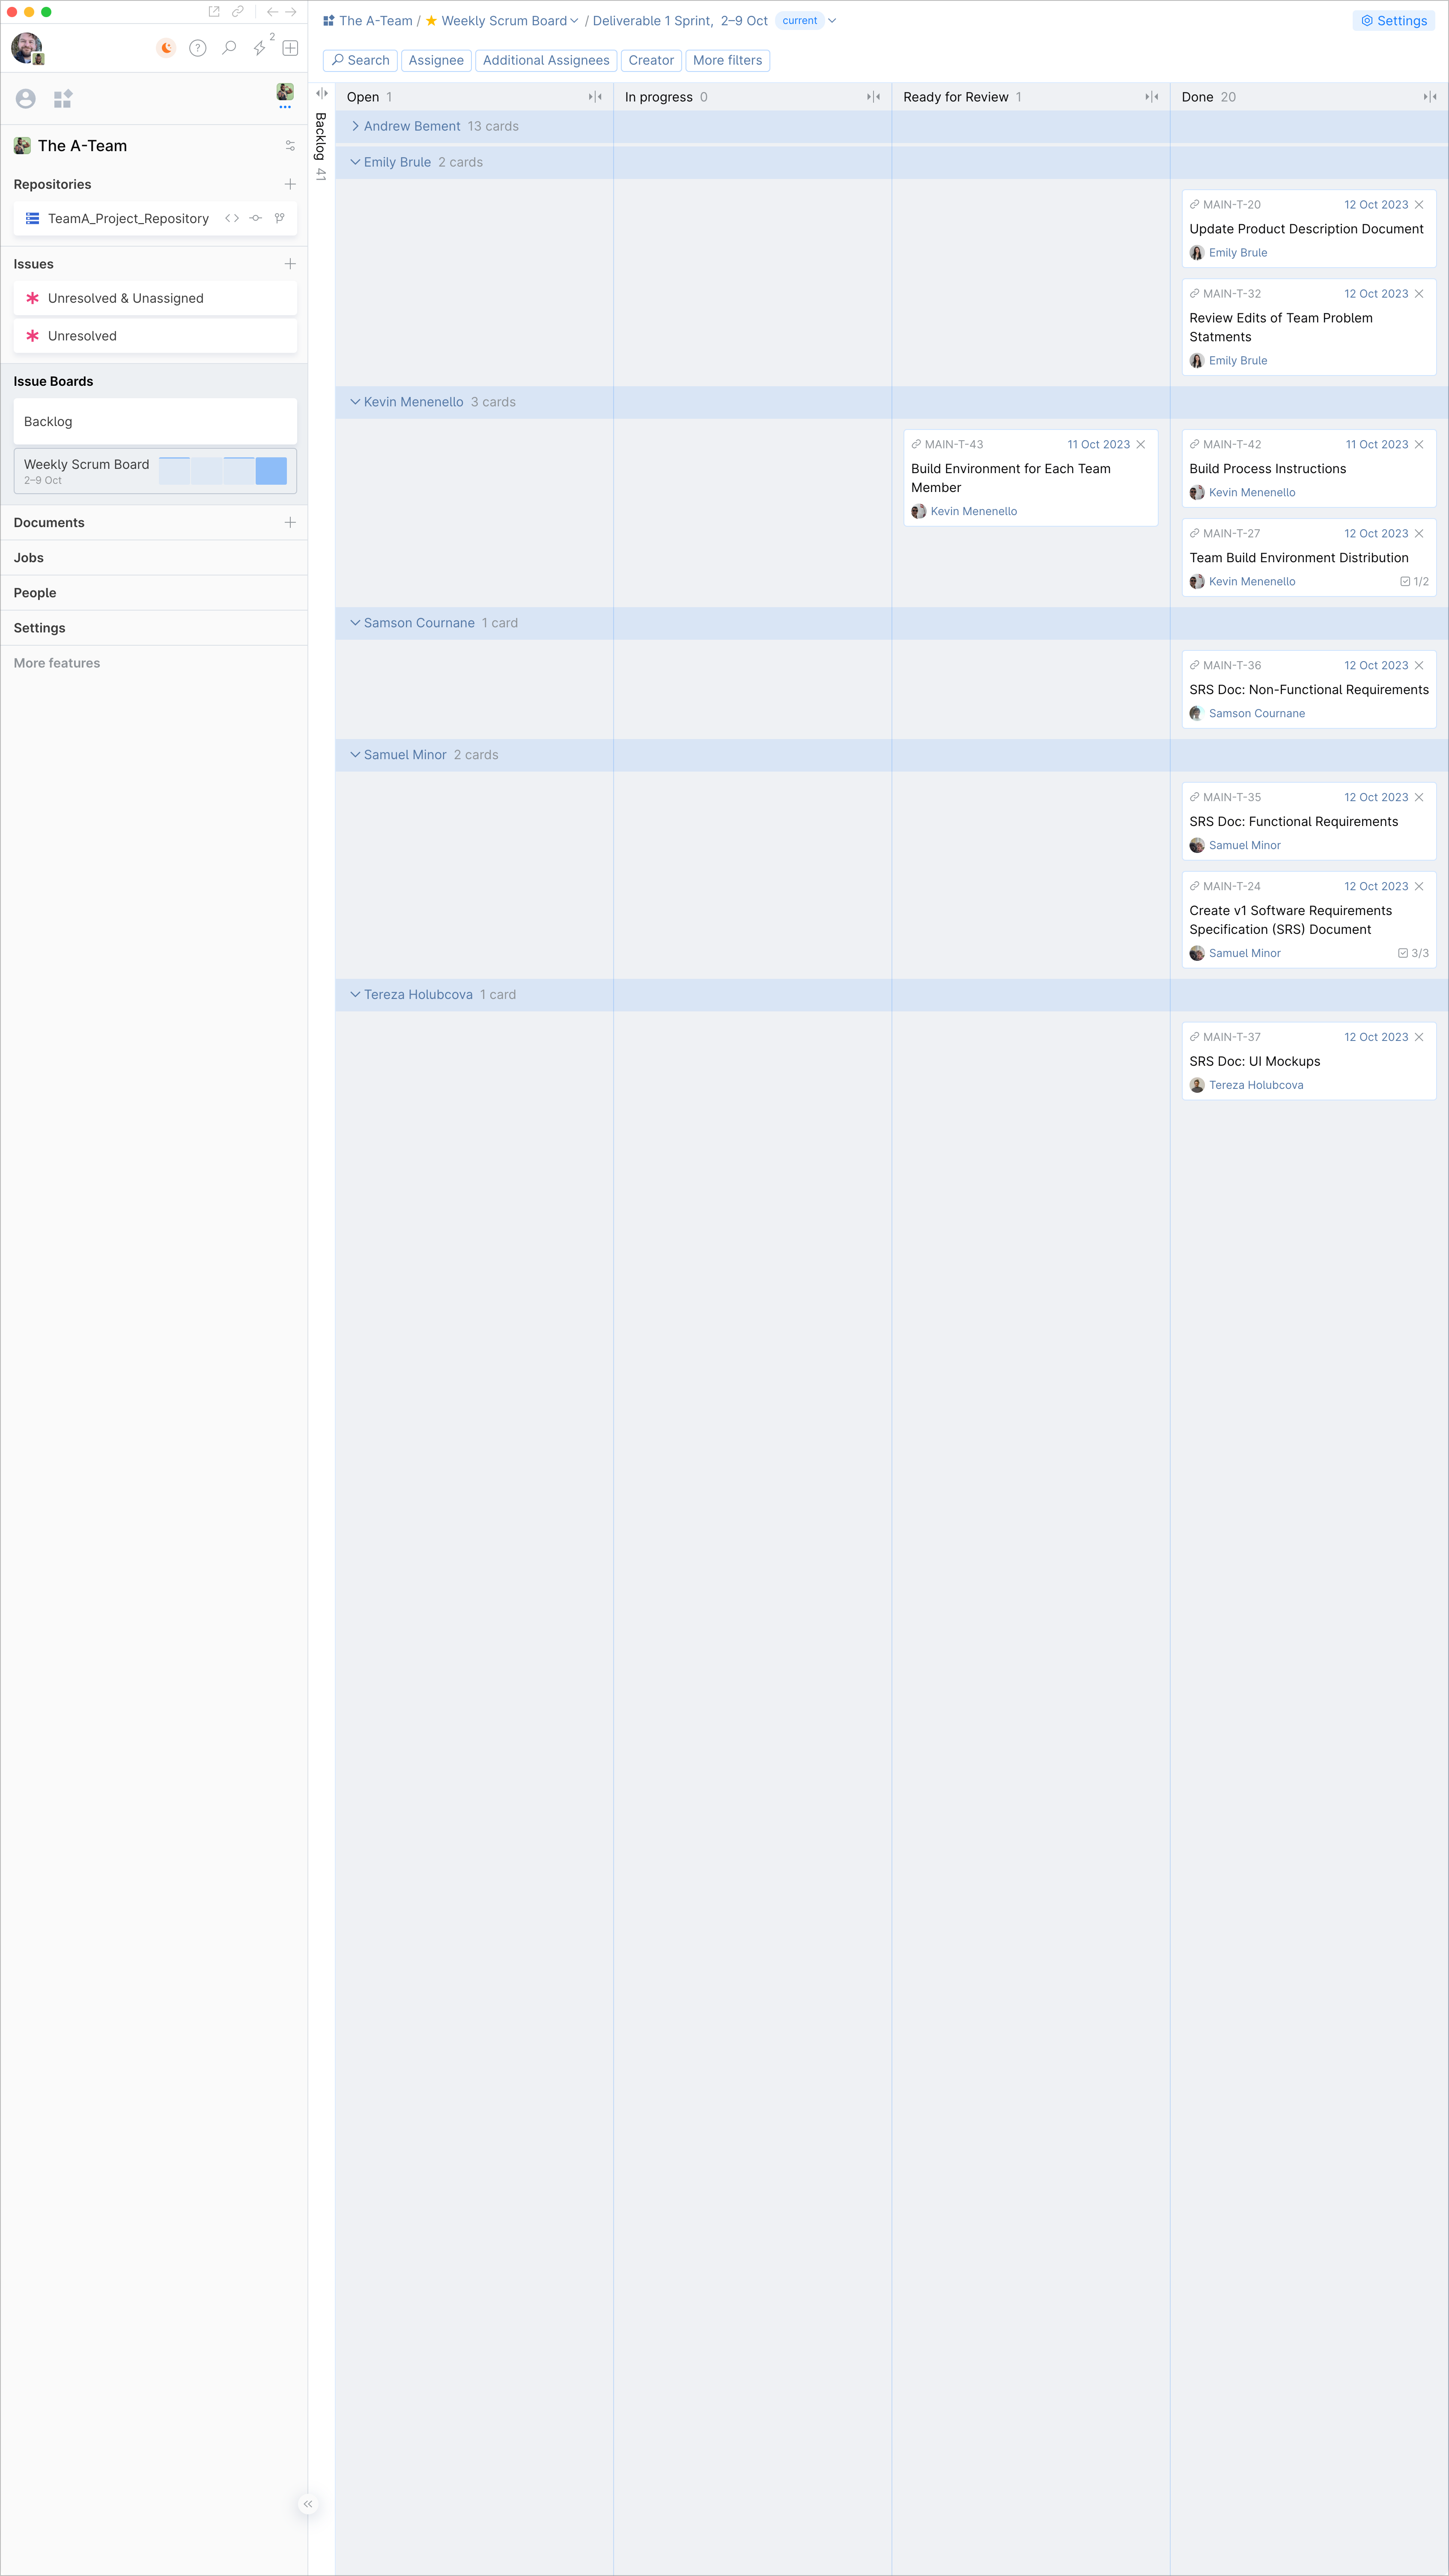 2
The A-Team
Repositories
TeamA_Project_Repository
Issues
Unresolved & Unassigned
Unresolved
Issue Boards
Backlog
Weekly Scrum Board
2–9 Oct
Documents
Jobs
People
Settings
More features
The A-Team / Weekly Scrum Board / Deliverable 1 Sprint, 2–9 Oct current
Settings
Search Assignee Additional Assignees Creator More filters
Backlog 41
Open 1 In progress 0 Ready for Review 1 Done 20
Andrew Bement 13 cards
Emily Brule 2 cards
MAIN-T-20 12 Oct 2023
Update Product Description Document
Emily Brule
MAIN-T-32 12 Oct 2023
Review Edits of Team Problem
Statments
Emily Brule
Kevin Menenello 3 cards
MAIN-T-43 11 Oct 2023
Build Environment for Each Team
Member
Kevin Menenello
MAIN-T-42 11 Oct 2023
Build Process Instructions
Kevin Menenello
MAIN-T-27 12 Oct 2023
Team Build Environment Distribution
Kevin Menenello 1/2
Samson Cournane 1 card
MAIN-T-36 12 Oct 2023
SRS Doc: Non-Functional Requirements
Samson Cournane
Samuel Minor 2 cards
MAIN-T-35 12 Oct 2023
SRS Doc: Functional Requirements
Samuel Minor
MAIN-T-24 12 Oct 2023
Create v1 Software Requirements
Specification (SRS) Document
Samuel Minor 3/3
Tereza Holubcova 1 card
MAIN-T-37 12 Oct 2023
SRS Doc: UI Mockups
Tereza Holubcova